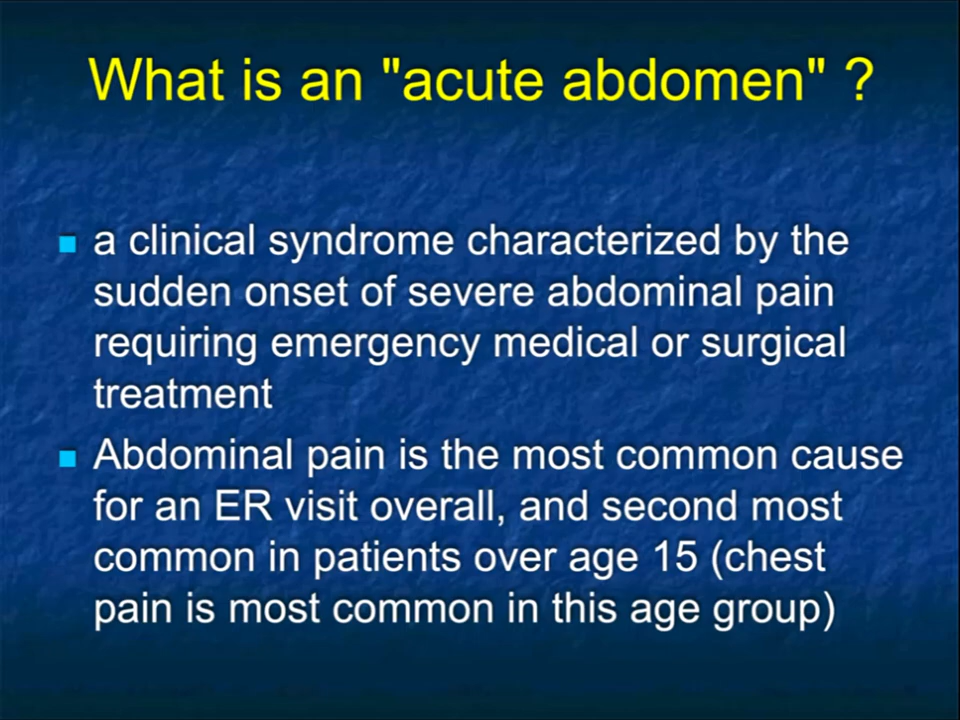 What is an "acute abdomen" ?
a clinical syndrome characterized by the
sudden onset of severe abdominal pain
requiring emergency medical or surgical
treatment
Abdominal pain is the most common cause
for an ER visit overall, and second most
common in patients over age 15 (chest
pain is most common in this age group)